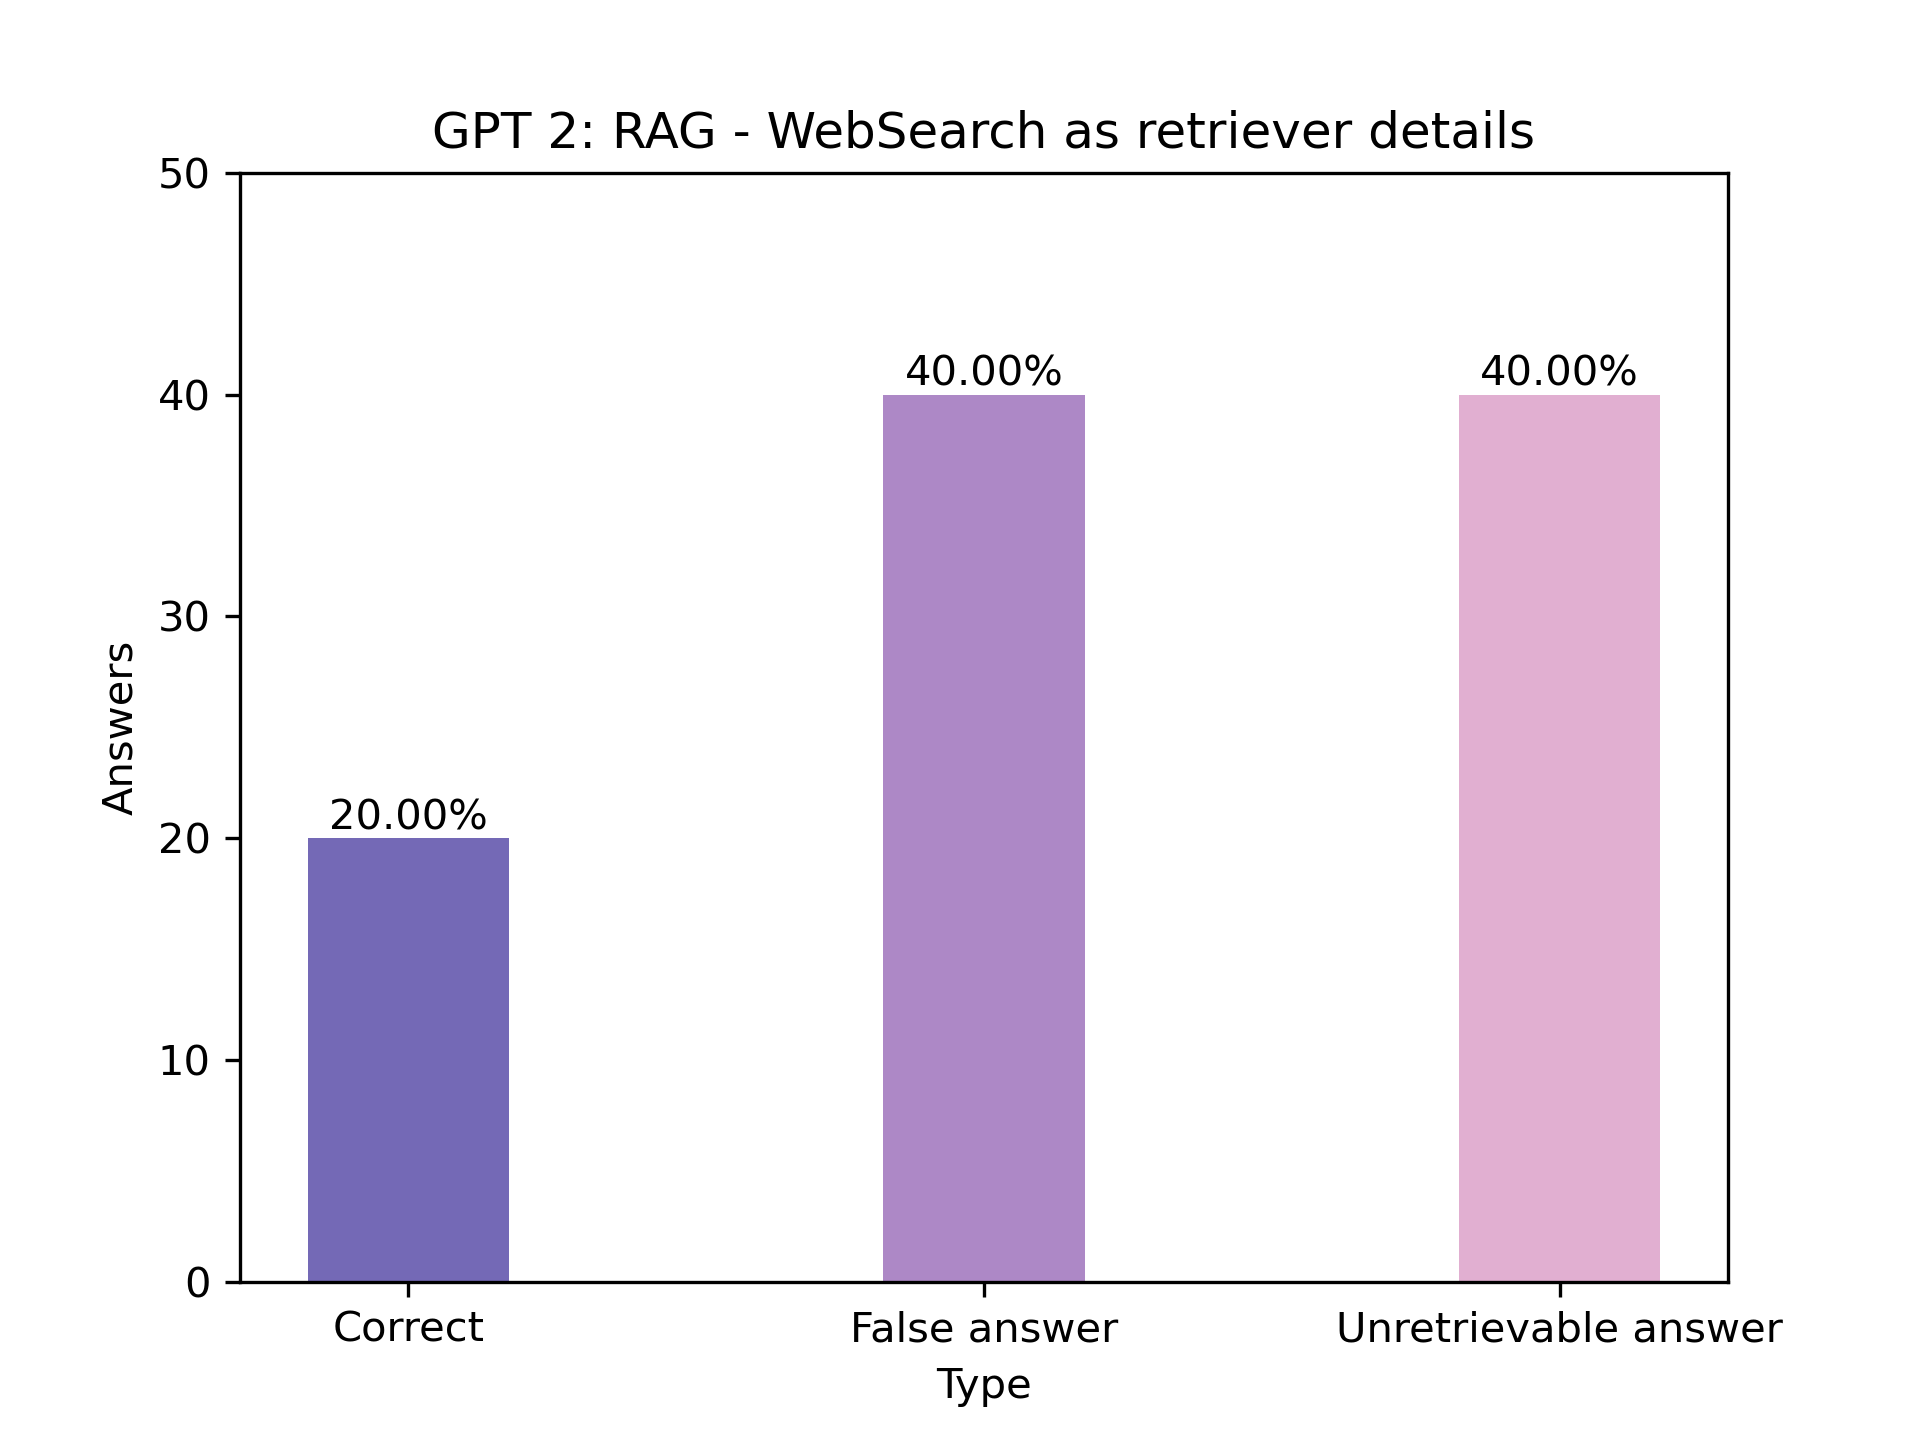 GPT 2: RAG - WebSearch as retriever details
50
40
30
20
10
0
Answers
20.00%
40.00%
40.00%
Correct
False answer
Unretrievable answer
Type